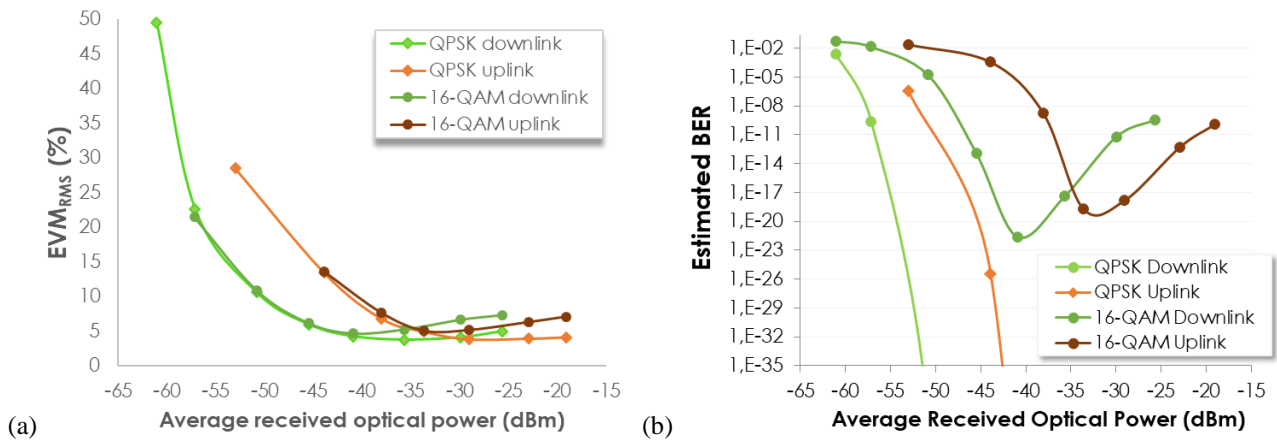 50
45
40
35
30
25
20
15
10
5
0
EVM_RMS (%)
QPSK downlink
QPSK uplink
16-QAM downlink
16-QAM uplink
-65 -60 -55 -50 -45 -40 -35 -30 -25 -20 -15
Average received optical power (dBm)
(a)
1,E-02
1,E-05
1,E-08
1,E-11
1,E-14
1,E-17
1,E-20
1,E-23
1,E-26
1,E-29
1,E-32
1,E-35
Estimated BER
QPSK Downlink
QPSK Uplink
16-QAM Downlink
16-QAM Uplink
-65 -60 -55 -50 -45 -40 -35 -30 -25 -20 -15
Average Received Optical Power (dBm)
(b)